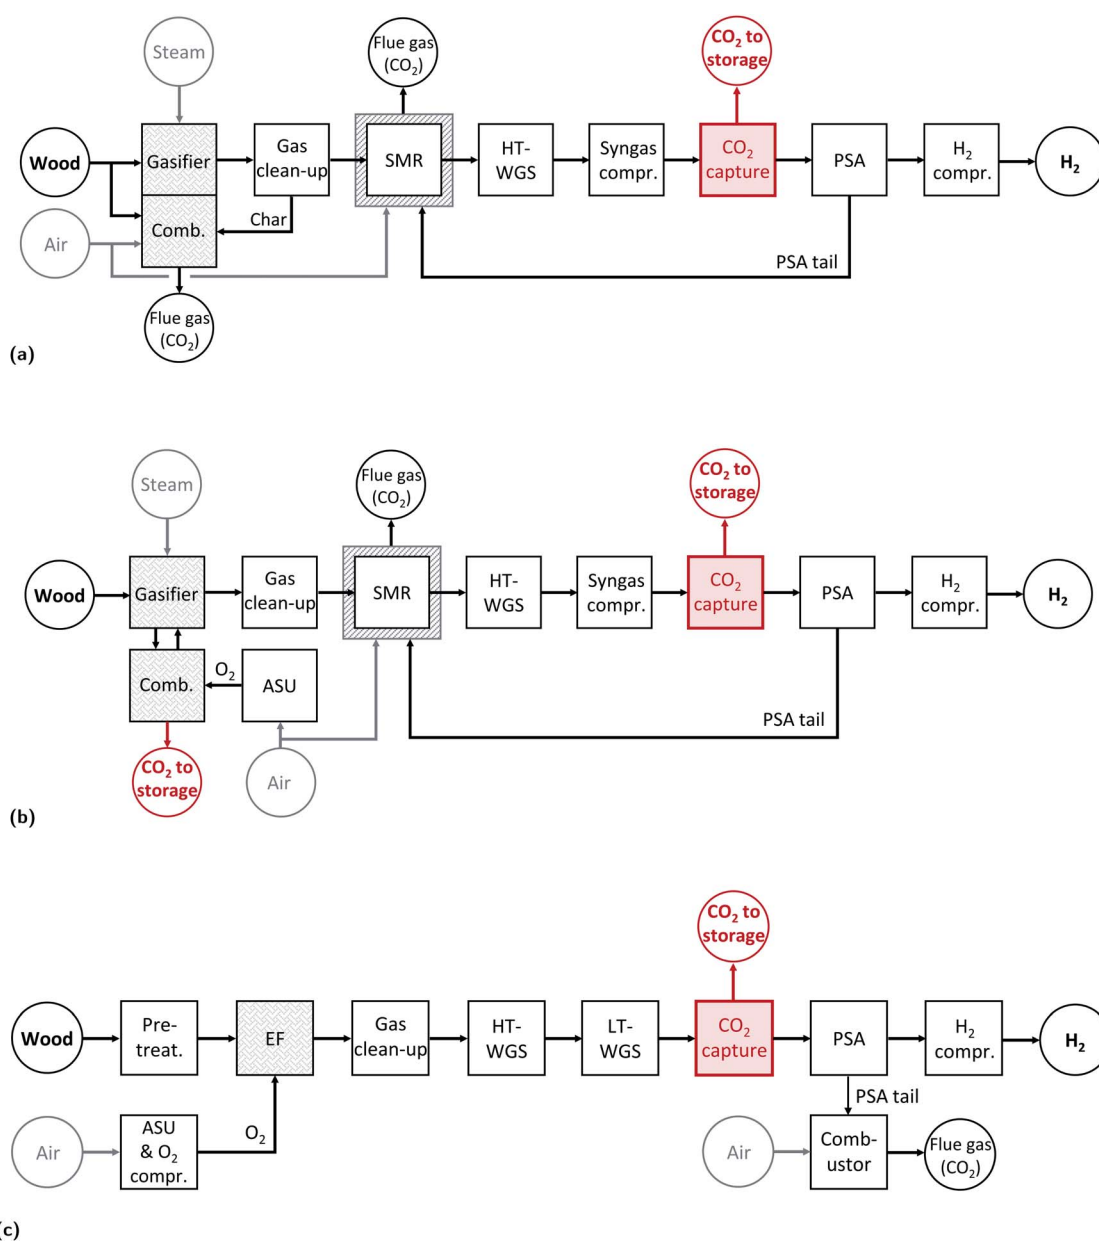 Steam
Flue gas
(CO₂)
CO₂ to
storage
Wood
Gasifier
Gas
clean-up
SMR
HT-
WGS
Syngas
compr.
CO₂
capture
PSA
H₂
compr.
H₂
Air
Comb.
Char
PSA tail
Flue gas
(CO₂)
(a)
Steam
Flue gas
(CO₂)
CO₂ to
storage
Wood
Gasifier
Gas
clean-up
SMR
HT-
WGS
Syngas
compr.
CO₂
capture
PSA
H₂
compr.
H₂
Comb.
O₂
ASU
PSA tail
CO₂ to
storage
Air
(b)
CO₂ to
storage
Wood
Pre-
treat.
EF
Gas
clean-up
HT-
WGS
LT-
WGS
CO₂
capture
PSA
H₂
compr.
H₂
PSA tail
Air
ASU
& O₂
compr.
O₂
Air
Comb-
ustor
Flue gas
(CO₂)
(c)